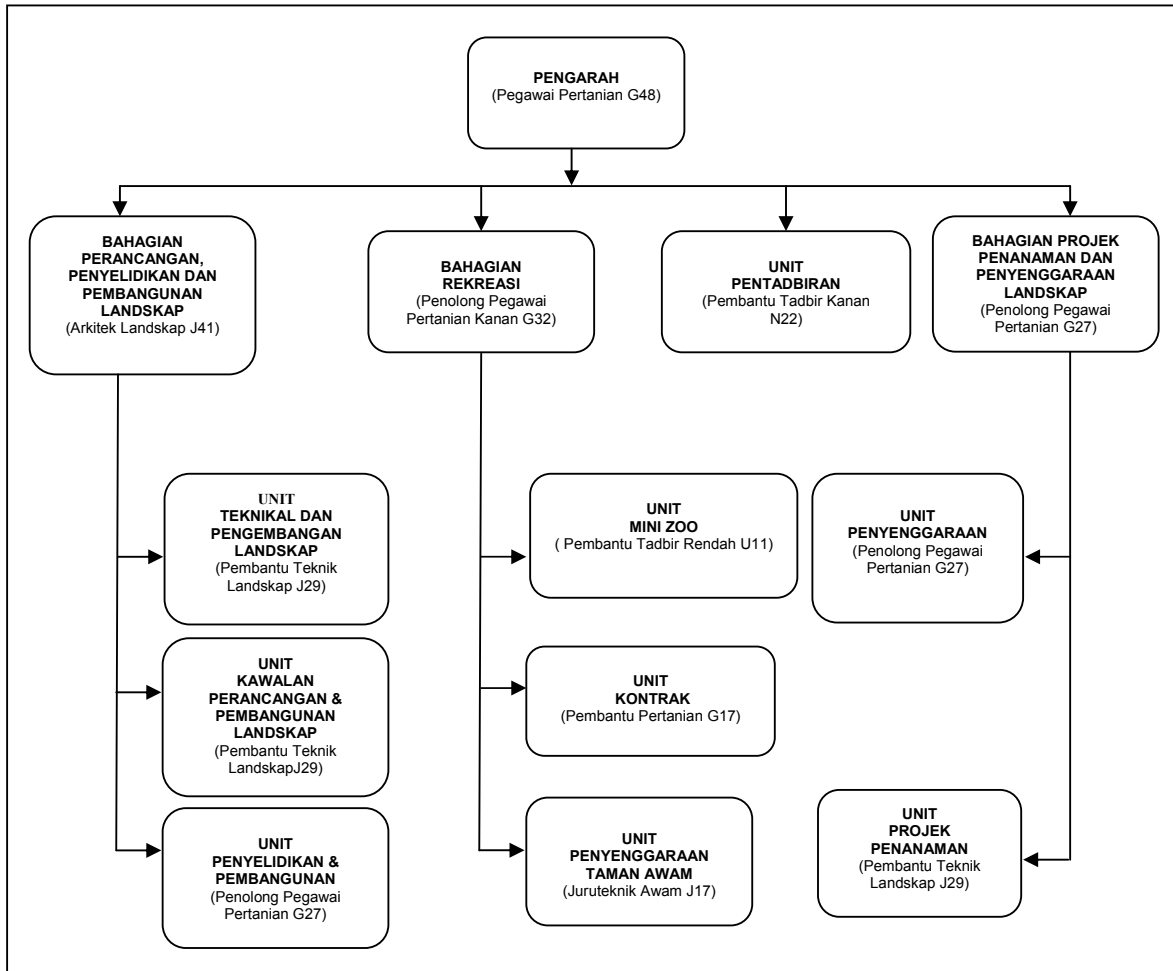 PENGARAH
(Pegawai Pertanian G48)
BAHAGIAN
PERANCANGAN,
PENYELIDIKAN DAN
PEMBANGUNAN
LANDSKAP
(Arkitek Landskap J41)
BAHAGIAN
REKREASI
(Penolong Pegawai
Pertanian Kanan G32)
UNIT
PENTADBIRAN
(Pembantu Tadbir Kanan
N22)
BAHAGIAN PROJEK
PENANAMAN DAN
PENYENGGARAAN
LANDSKAP
(Penolong Pegawai
Pertanian G27)
UNIT
TEKNIKAL DAN
PENGEMBANGAN
LANDSKAP
(Pembantu Teknik
Landskap J29)
UNIT
MINI ZOO
( Pembantu Tadbir Rendah U11)
UNIT
PENYENGGARAAN
(Penolong Pegawai
Pertanian G27)
UNIT
KAWALAN
PERANCANGAN &
PEMBANGUNAN
LANDSKAP
(Pembantu Teknik
LandskapJ29)
UNIT
KONTRAK
(Pembantu Pertanian G17)
UNIT
PENYELIDIKAN &
PEMBANGUNAN
(Penolong Pegawai
Pertanian G27)
UNIT
PENYENGGARAAN
TAMAN AWAM
(Juruteknik Awam J17)
UNIT
PROJEK
PENANAMAN
(Pembantu Teknik
Landskap J29)